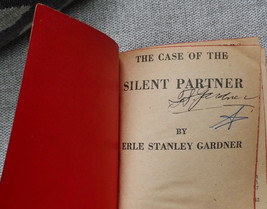 THE CASE OF THE
SILENT PARTNER
BY
ERLE STANLEY GARDNER